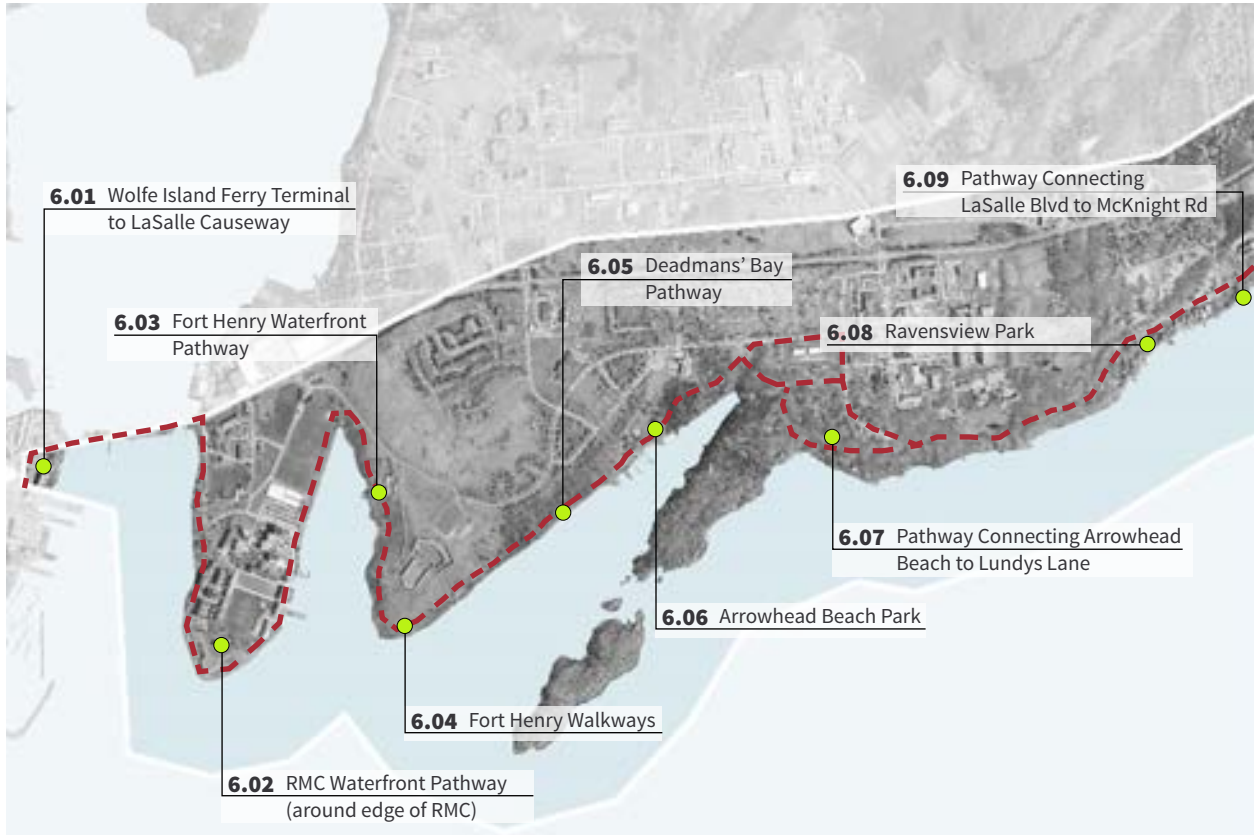 6.01 Wolfe Island Ferry Terminal
to LaSalle Causeway
6.09 Pathway Connecting
LaSalle Blvd to McKnight Rd
6.05 Deadmans’ Bay
Pathway
6.03 Fort Henry Waterfront
Pathway
6.08 Ravensview Park
6.07 Pathway Connecting Arrowhead
Beach to Lundys Lane
6.06 Arrowhead Beach Park
6.04 Fort Henry Walkways
6.02 RMC Waterfront Pathway
(around edge of RMC)